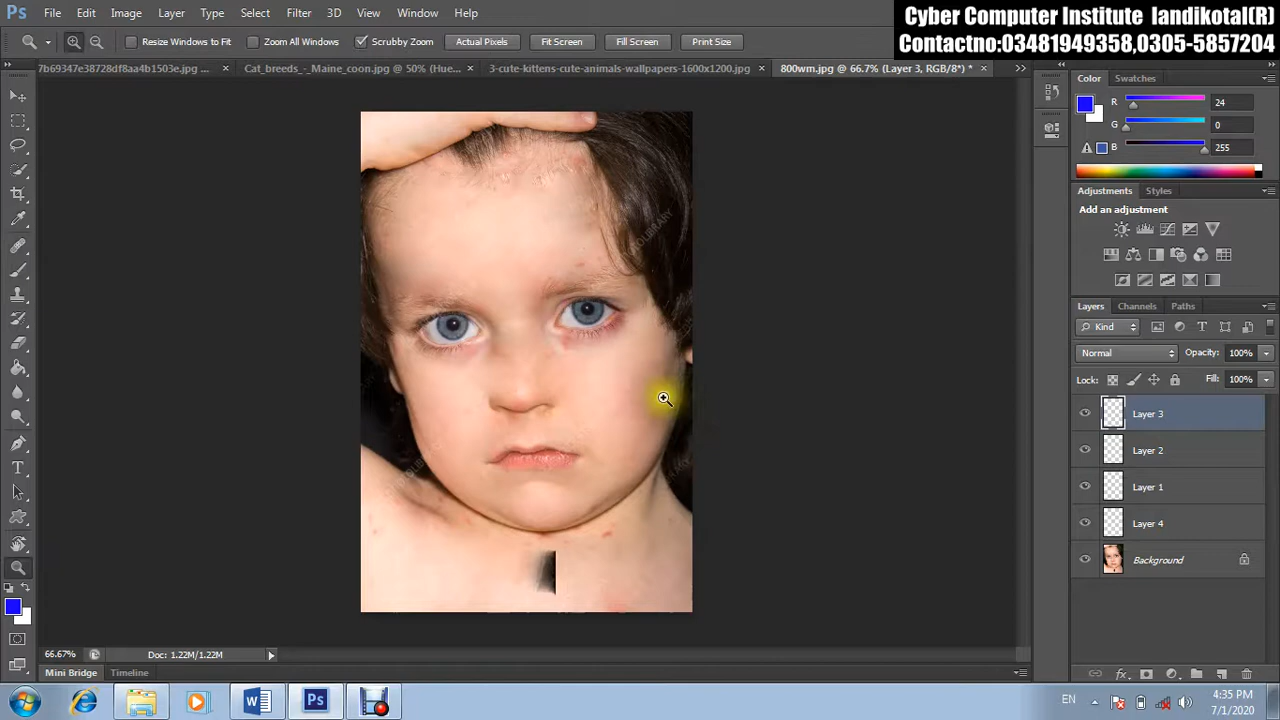 Ps File Edit Image Layer Type Select Filter 3D View Window Help
Cyber Computer Institute landikotal(R)
Contactno:03481949358,0305-5857204
Resize Windows to Fit Zoom All Windows Scrubby Zoom Actual Pixels Fit Screen Fill Screen Print Size
7b69347e38728df8aa4b1503e.jpg ... × Cat_breeds_-_Maine_coon.jpg @ 50% (Hue... × 3-cute-kittens-cute-animals-wallpapers-1600x1200.jpg × 800wm.jpg @ 66.7% (Layer 3, RGB/8*) * ×
Color Swatches
R 24
G 0
B 255
Adjustments Styles
Add an adjustment
Layers Channels Paths
Kind
Normal Opacity: 100%
Lock: Fill: 100%
Layer 3
Layer 2
Layer 1
Layer 4
Background
66.67% Doc: 1.22M/1.22M
Mini Bridge Timeline
EN
4:35 PM
7/1/2020